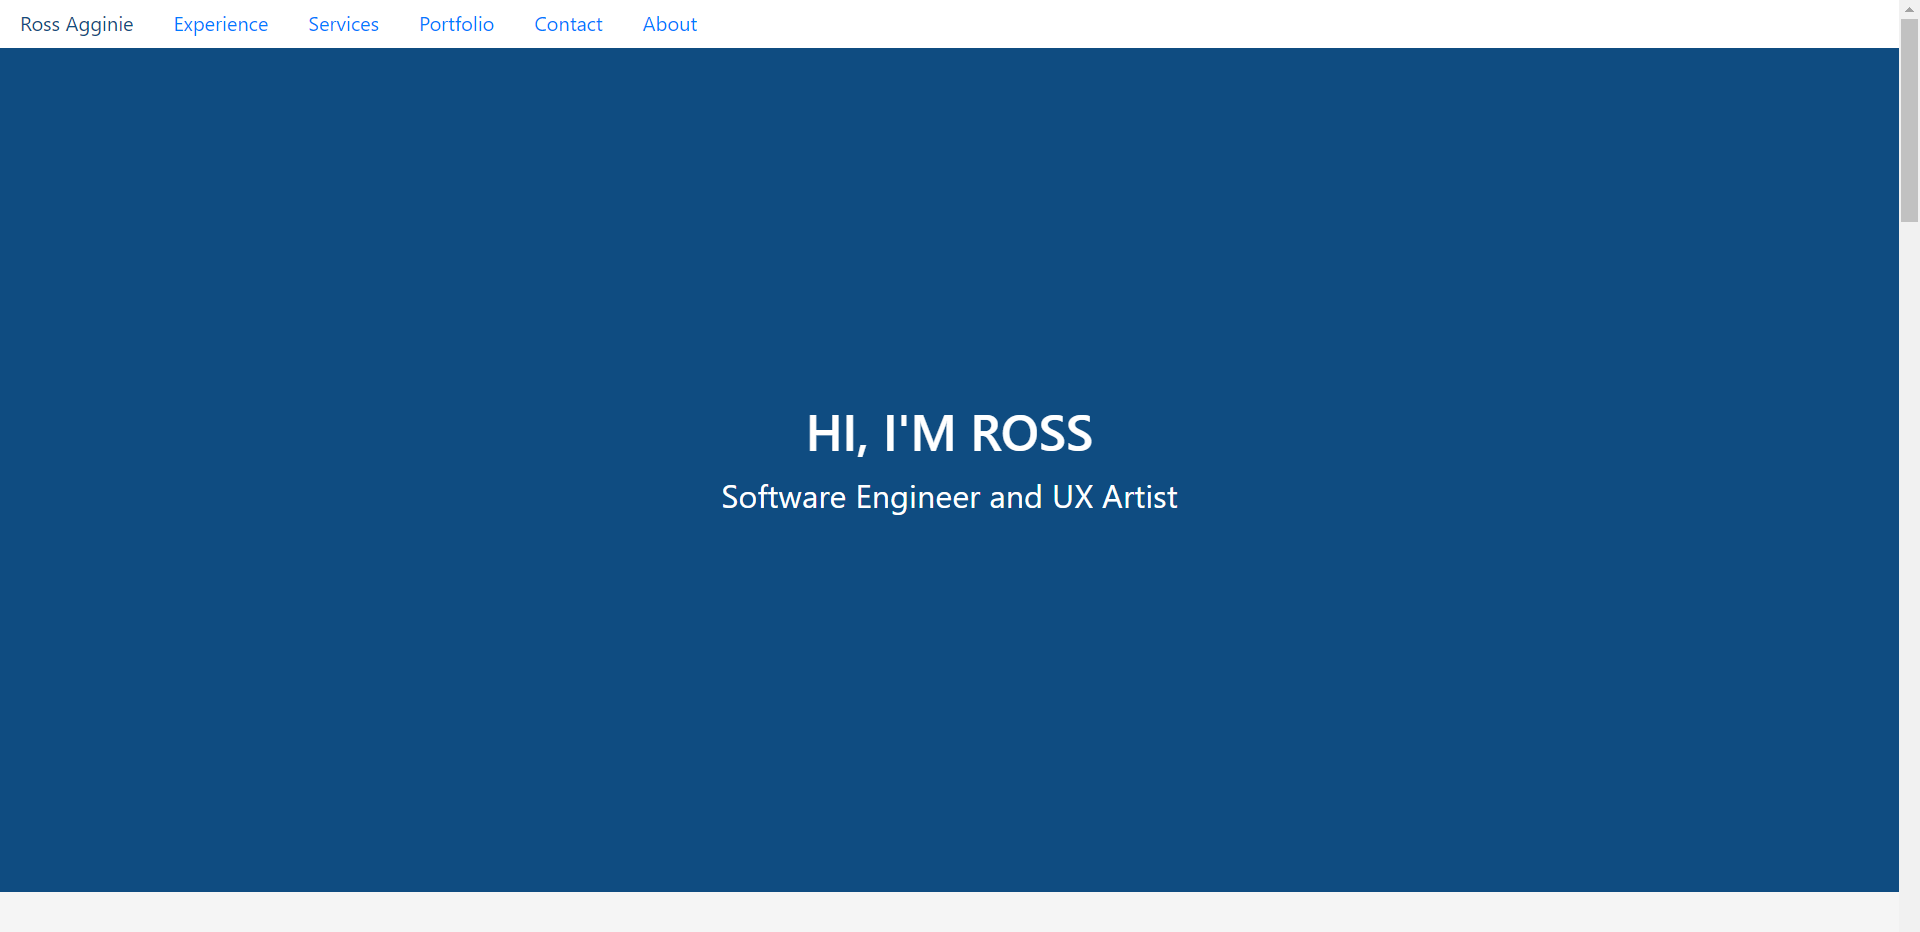 Ross Agginie Experience Services Portfolio Contact About
HI, I'M ROSS
Software Engineer and UX Artist